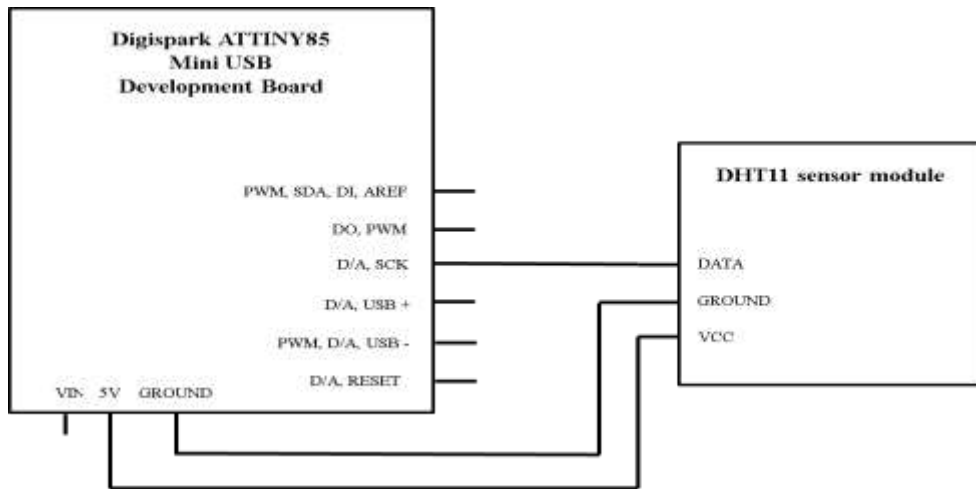 Digispark ATTINY85
Mini USB
Development Board
PWM, SDA, DI, AREF
DO, PWM
D/A, SCK
D/A, USB +
PWM, D/A, USB -
D/A, RESET
VIN 5V GROUND
DHT11 sensor module
DATA
GROUND
VCC